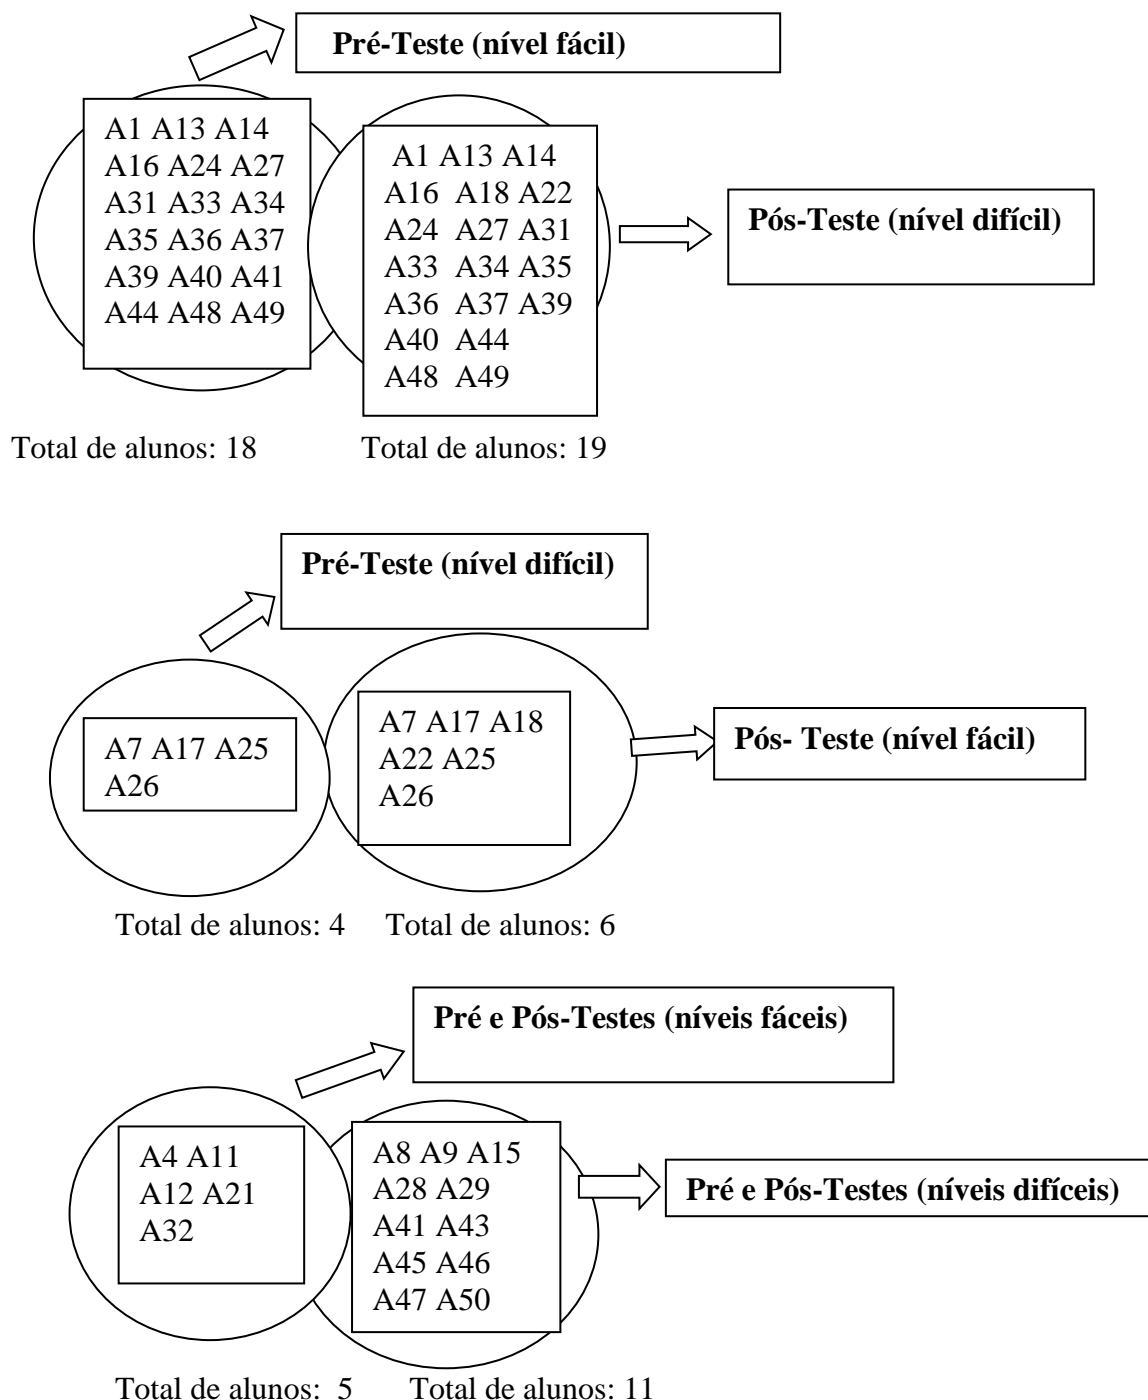 Pré-Teste (nível fácil)
A1 A13 A14
A16 A24 A27
A31 A33 A34
A35 A36 A37
A39 A40 A41
A44 A48 A49
A1 A13 A14
A16 A18 A22
A24 A27 A31
A33 A34 A35
A36 A37 A39
A40 A44
A48 A49
Pós-Teste (nível difícil)
Total de alunos: 18
Total de alunos: 19
Pré-Teste (nível difícil)
A7 A17 A25
A26
A7 A17 A18
A22 A25
A26
Pós- Teste (nível fácil)
Total de alunos: 4
Total de alunos: 6
Pré e Pós-Testes (níveis fáceis)
A4 A11
A12 A21
A32
A8 A9 A15
A28 A29
A41 A43
A45 A46
A47 A50
Pré e Pós-Testes (níveis difíceis)
Total de alunos: 5
Total de alunos: 11